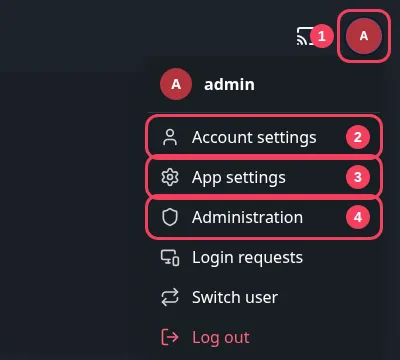 1 A
A admin
Account settings 2
App settings 3
Administration 4
Login requests
Switch user
Log out